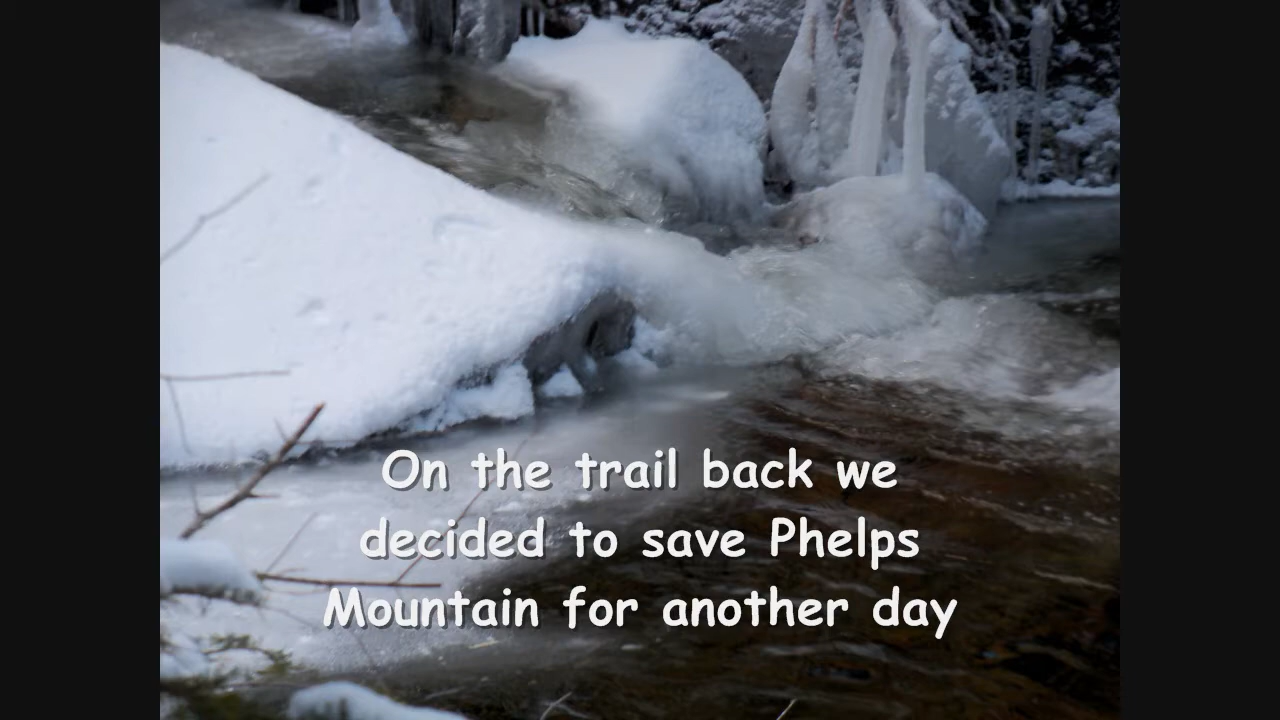 On the trail back we
decided to save Phelps
Mountain for another day